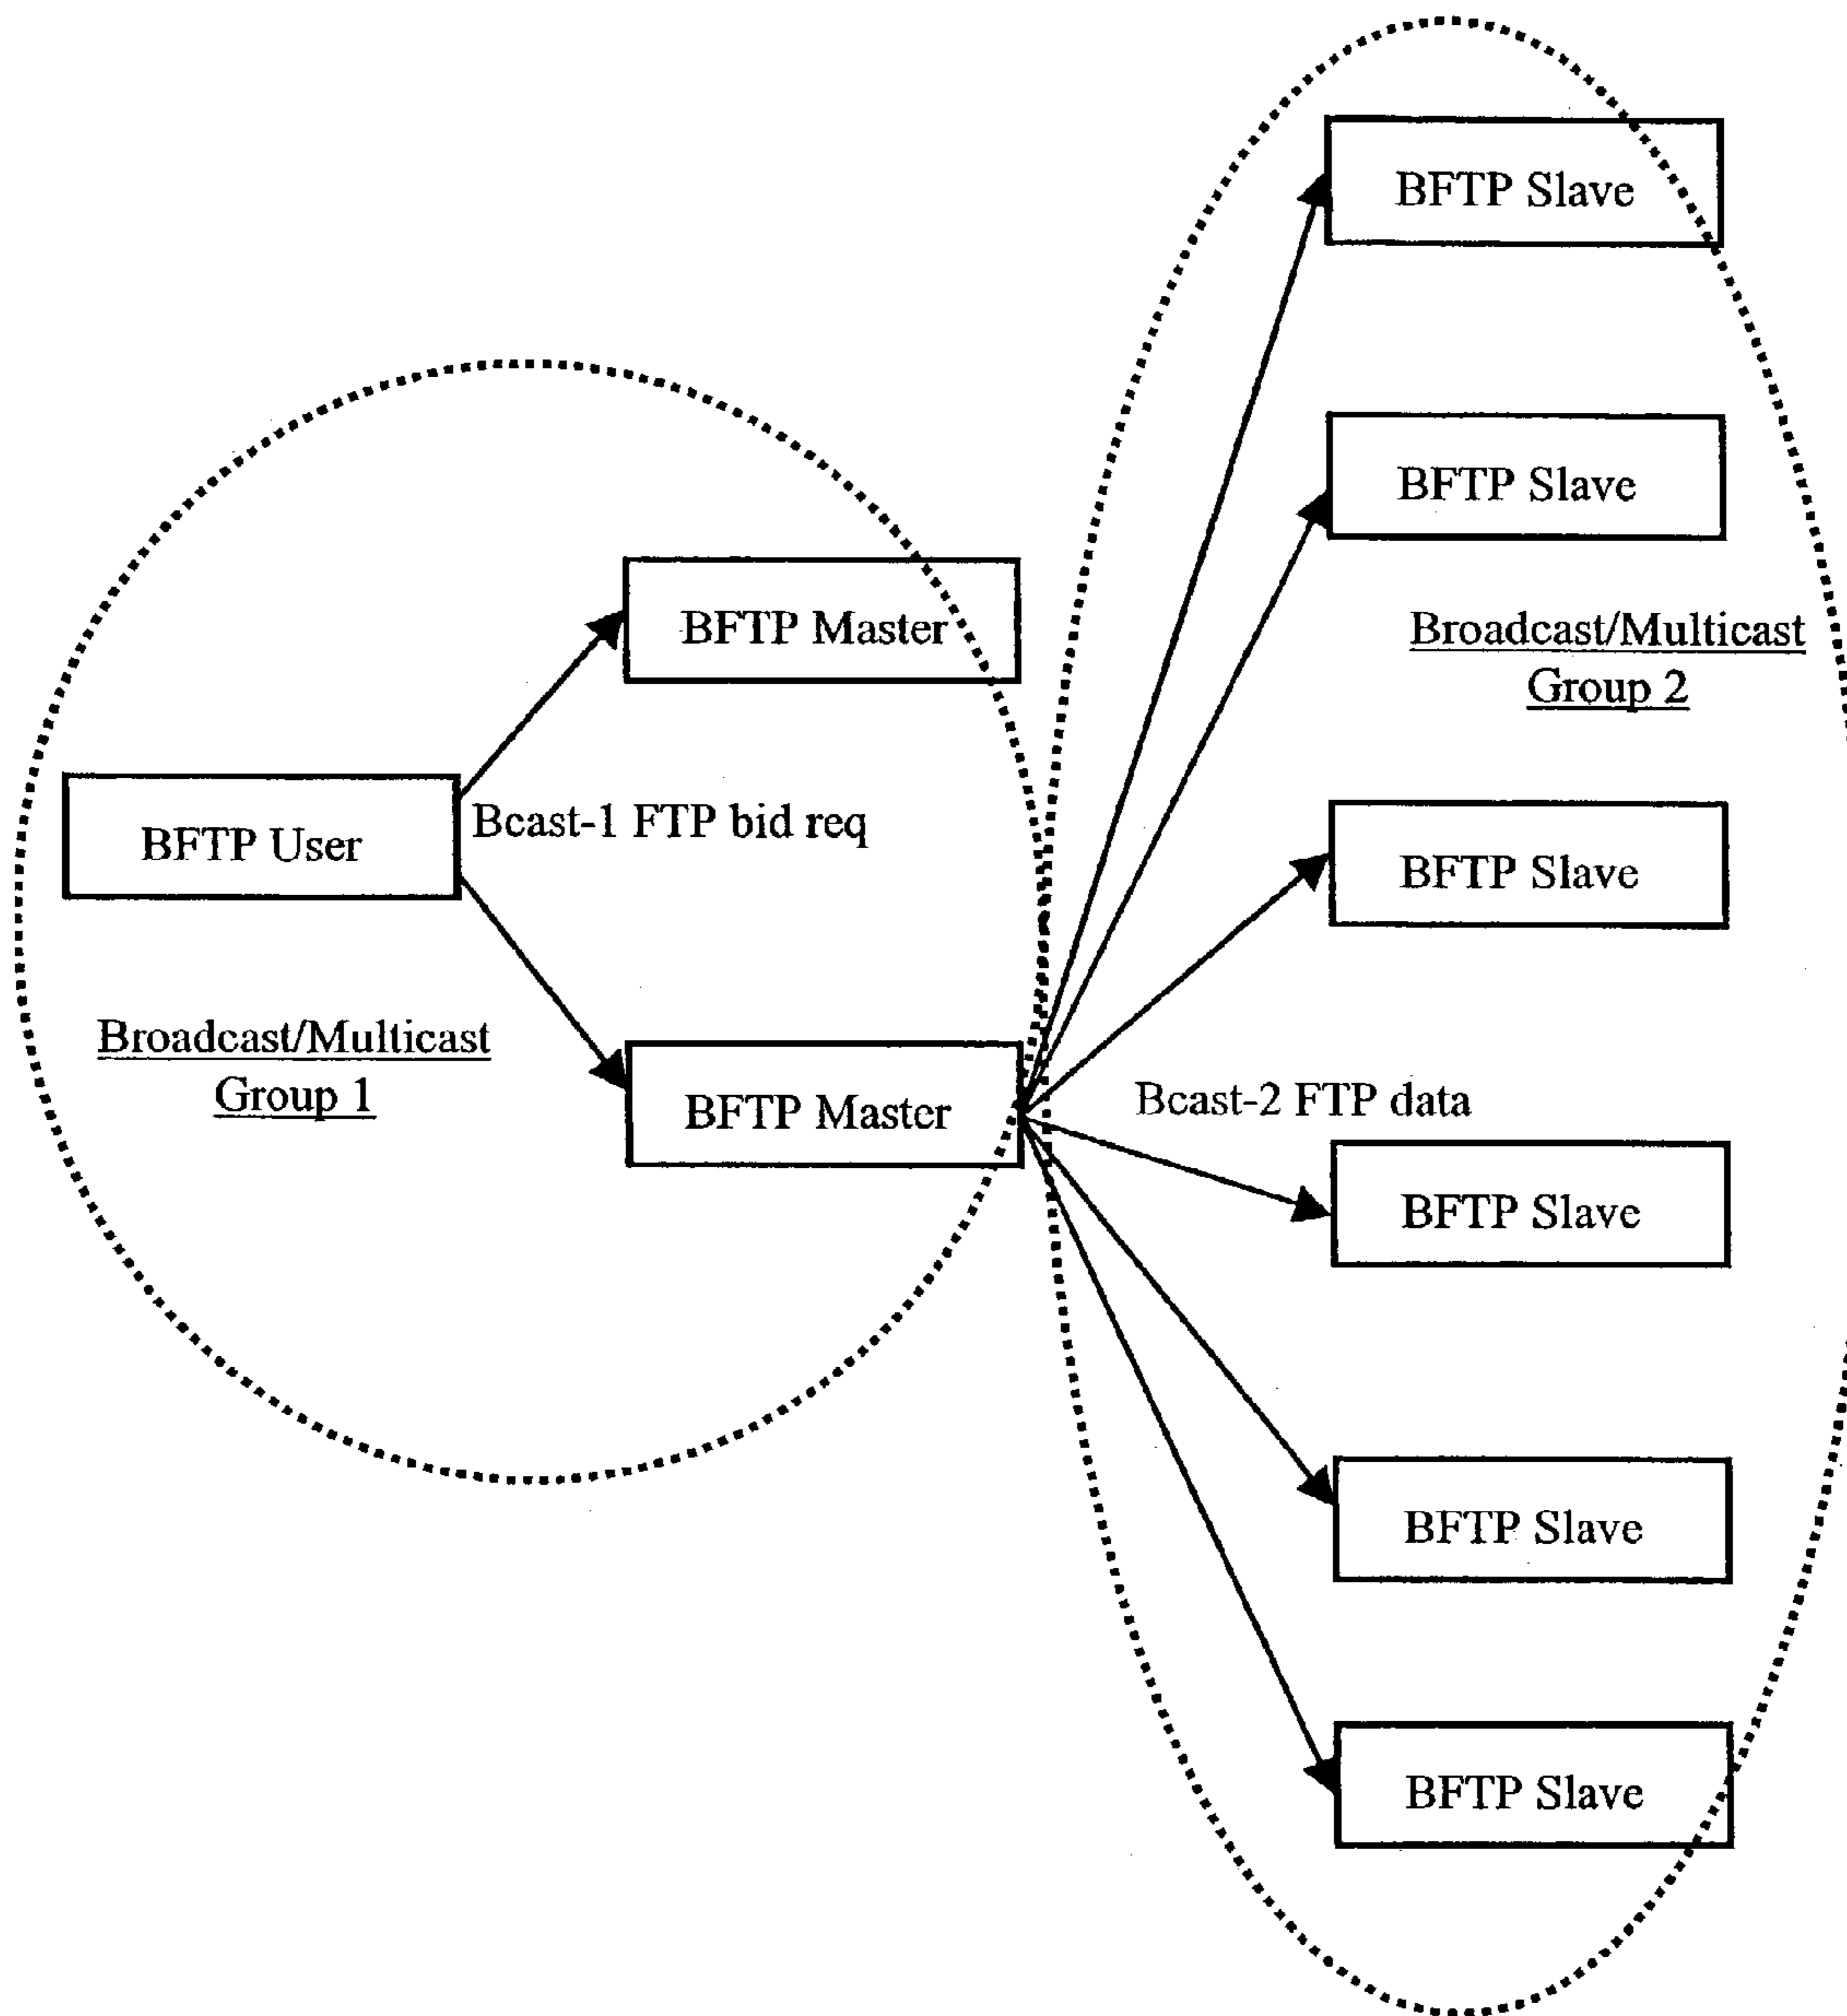 BFTP Slave
BFTP Slave
Broadcast/Multicast
Group 2
BFTP Master
BFTP User
Bcast-1 FTP bid req
BFTP Slave
Broadcast/Multicast
Group 1
BFTP Master
Bcast-2 FTP data
BFTP Slave
BFTP Slave
BFTP Slave